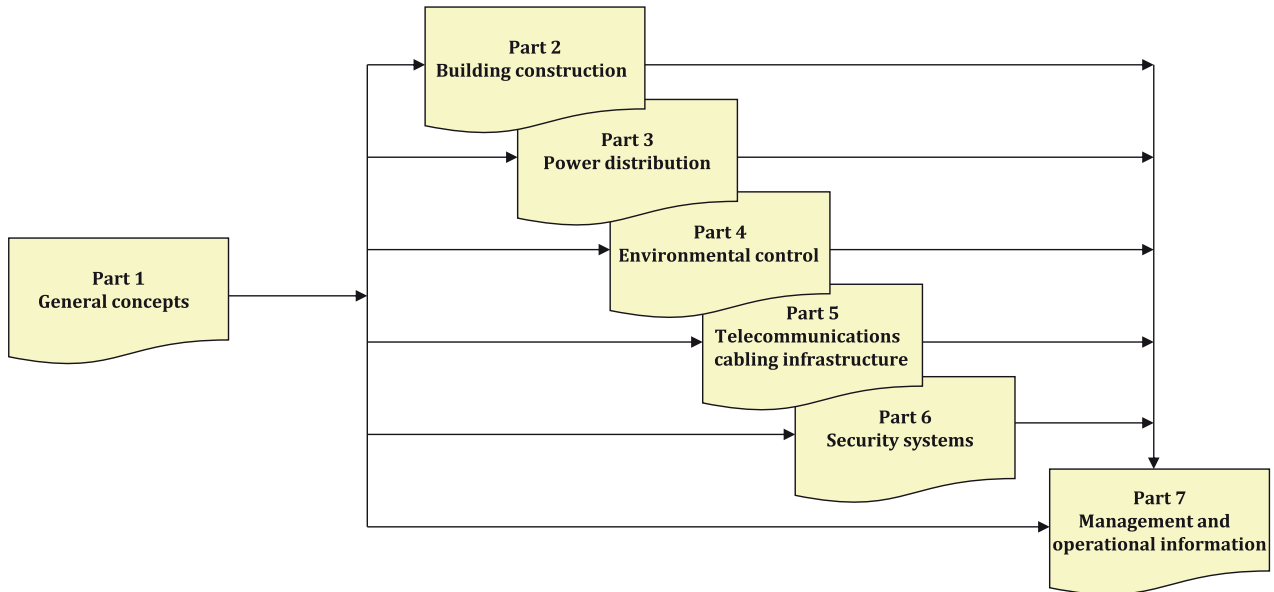 Part 2
Building construction
Part 3
Power distribution
Part 4
Environmental control
Part 1
General concepts
Part 5
Telecommunications
cabling infrastructure
Part 6
Security systems
Part 7
Management and
operational information